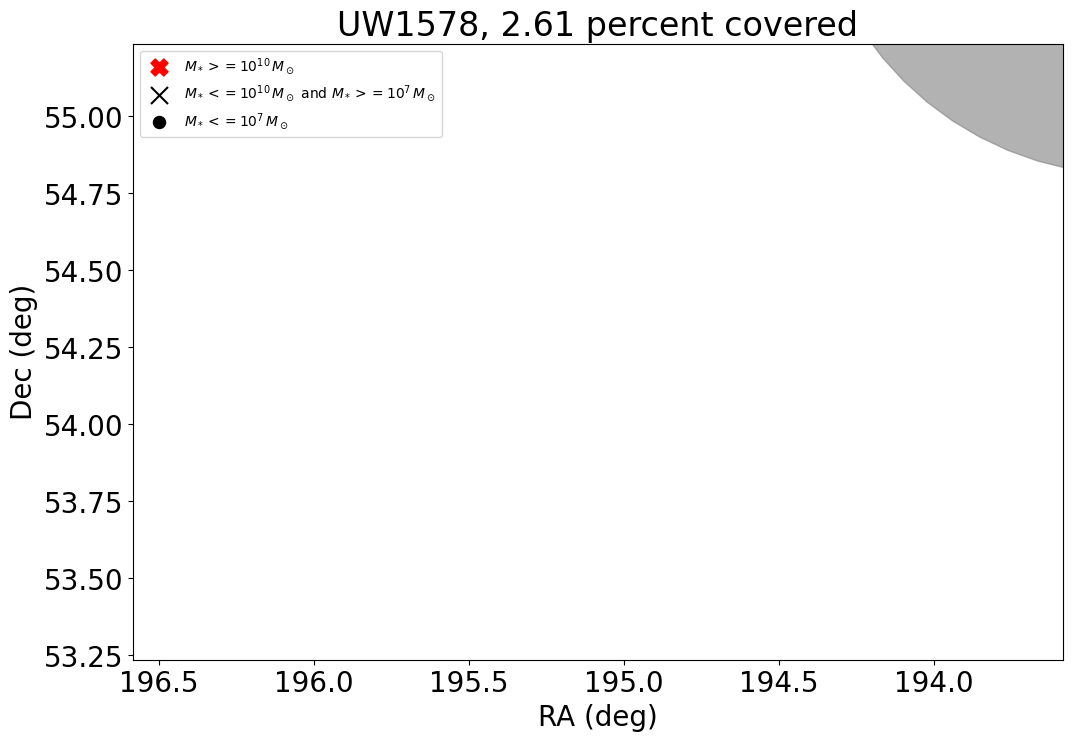 UW1578, 2.61 percent covered
M* >= 10^10 M⊙
M* <= 10^10 M⊙ and M* >= 10^7 M⊙
M* <= 10^7 M⊙
55.00
54.75
54.50
54.25
54.00
53.75
53.50
53.25
Dec (deg)
196.5 196.0 195.5 195.0 194.5 194.0
RA (deg)